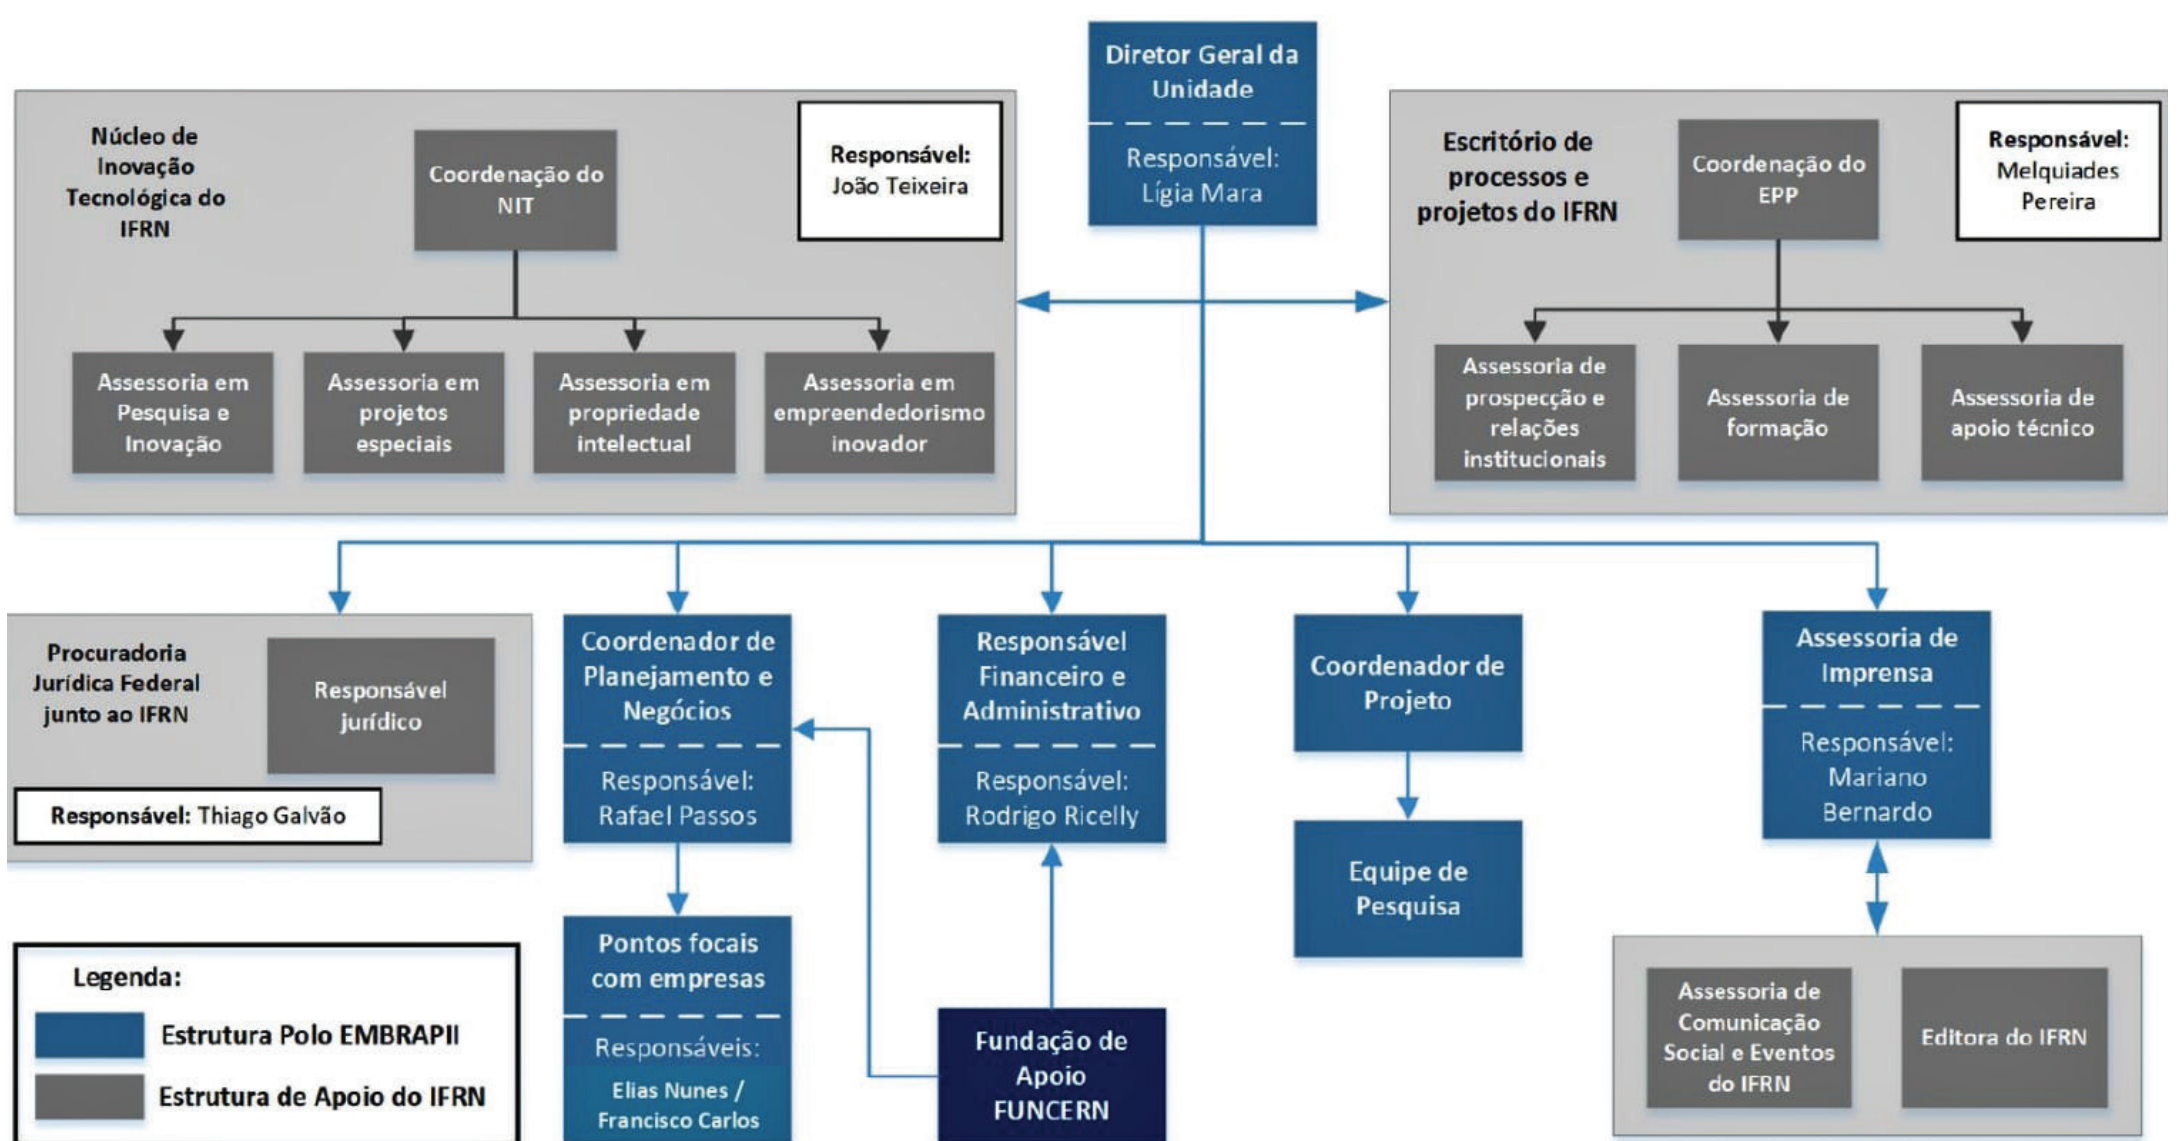 Diretor Geral da
Unidade
Responsável:
Lígia Mara
Núcleo de
Inovação
Tecnológica do
IFRN
Coordenação do
NIT
Responsável:
João Teixeira
Assessoria em
Pesquisa e
Inovação
Assessoria em
projetos
especiais
Assessoria em
propriedade
intelectual
Assessoria em
empreendedorismo
inovador
Escritório de
processos e
projetos do IFRN
Coordenação do
EPP
Responsável:
Melquiades
Pereira
Assessoria de
prospecção e
relações
institucionais
Assessoria de
formação
Assessoria de
apoio técnico
Procuradoria
Jurídica Federal
junto ao IFRN
Responsável
jurídico
Responsável: Thiago Galvão
Coordenador de
Planejamento e
Negócios
Responsável:
Rafael Passos
Responsável
Financeiro e
Administrativo
Responsável:
Rodrigo Ricelly
Coordenador de
Projeto
Assessoria de
Imprensa
Responsável:
Mariano
Bernardo
Equipe de
Pesquisa
Pontos focais
com empresas
Responsáveis:
Elias Nunes /
Francisco Carlos
Fundação de
Apoio
FUNCERN
Assessoria de
Comunicação
Social e Eventos
do IFRN
Editora do IFRN
Legenda:
Estrutura Polo EMBRAPII
Estrutura de Apoio do IFRN